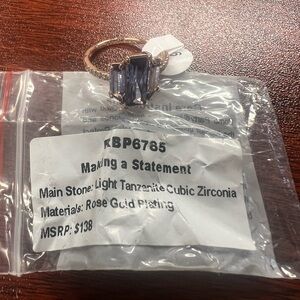 KBP6785
Making a Statement
Main Stone: Light Tanzanite Cubic Zirconia
Materials: Rose Gold Plating
MSRP: $138